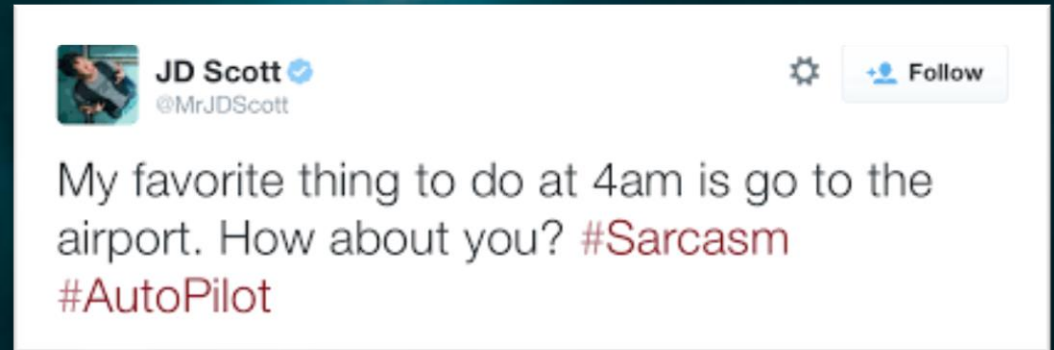 JD Scott
@MrJDScott
Follow
My favorite thing to do at 4am is go to the
airport. How about you? #Sarcasm
#AutoPilot